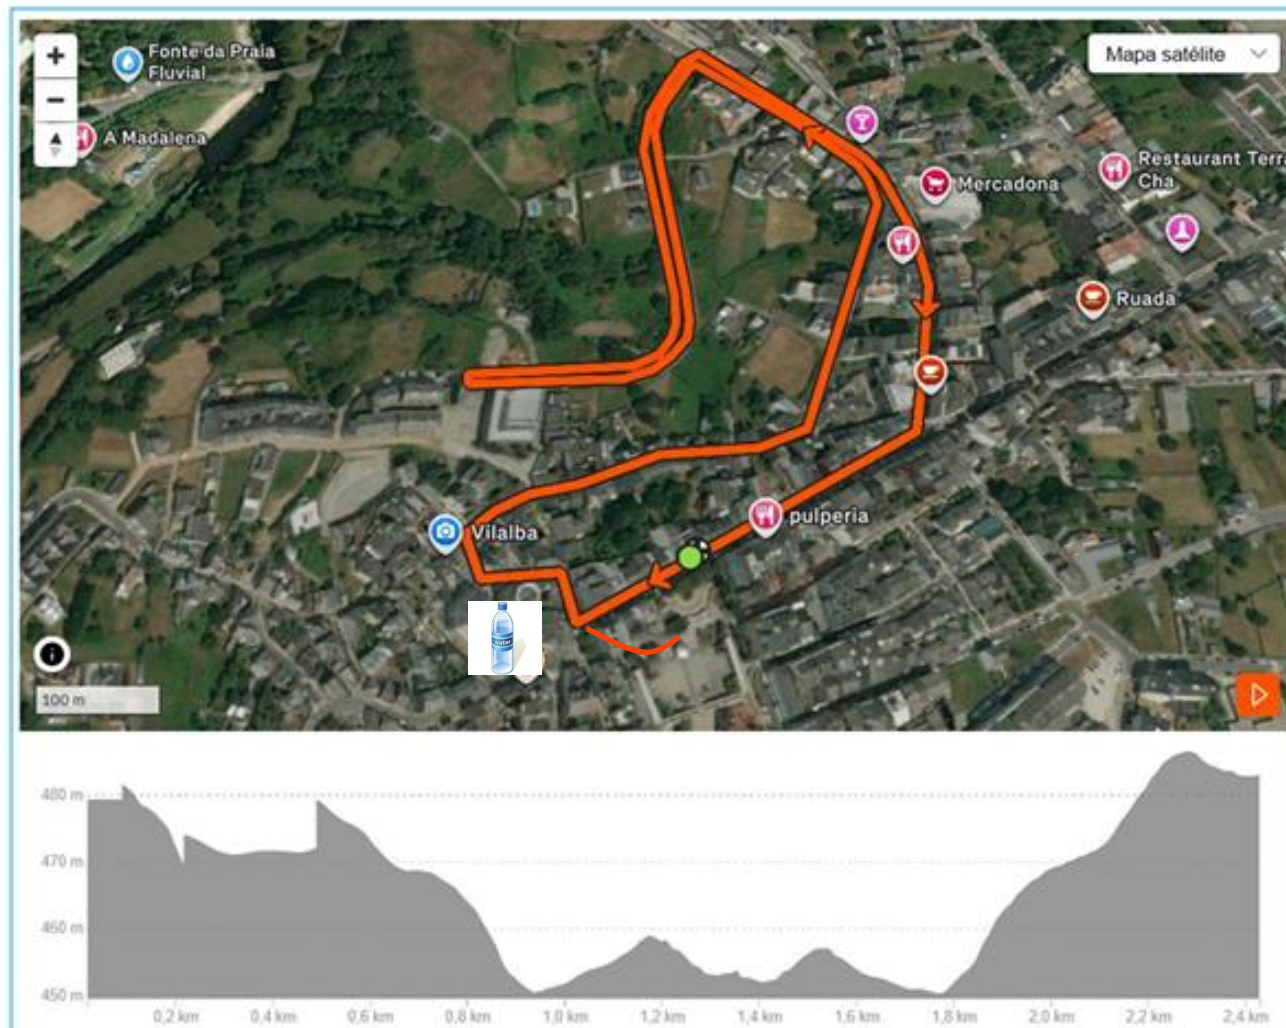 +
Fonte da Praia
Fluvial
Mapa satélite
−
A Madalena
Restaurant Terra
Cha
Mercadona
Ruada
pulperia
Vilalba
water
i
100 m
480 m
470 m
460 m
450 m
0,2 km
0,4 km
0,6 km
0,8 km
1,0 km
1,2 km
1,4 km
1,6 km
1,8 km
2,0 km
2,2 km
2,4 km